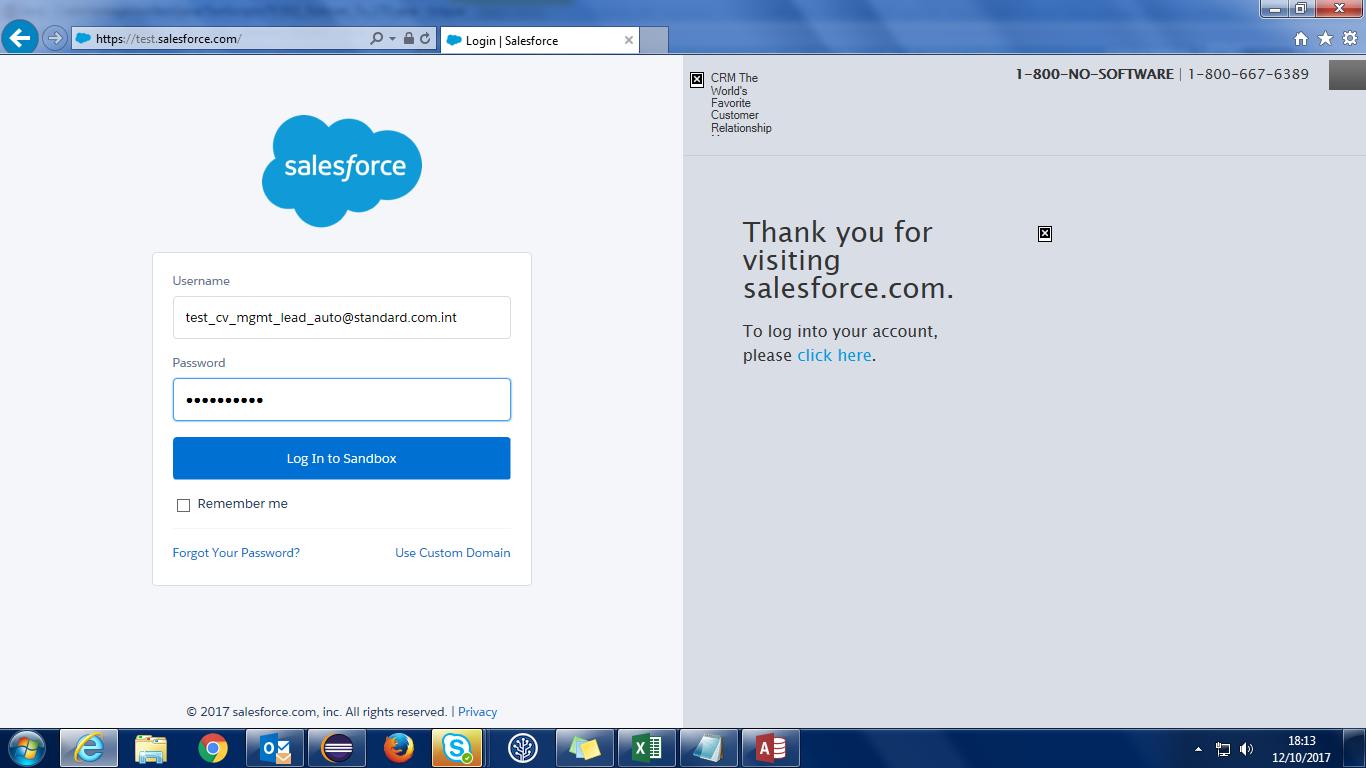 https://test.salesforce.com/
Login | Salesforce
salesforce
Username
test_cv_mgmt_lead_auto@standard.com.int
Password
••••••••••
Log In to Sandbox
Remember me
Forgot Your Password?
Use Custom Domain
© 2017 salesforce.com, inc. All rights reserved. | Privacy
CRM The
World's
Favorite
Customer
Relationship
1-800-NO-SOFTWARE | 1-800-667-6389
Thank you for
visiting
salesforce.com.
To log into your account,
please click here.
18:13
12/10/2017